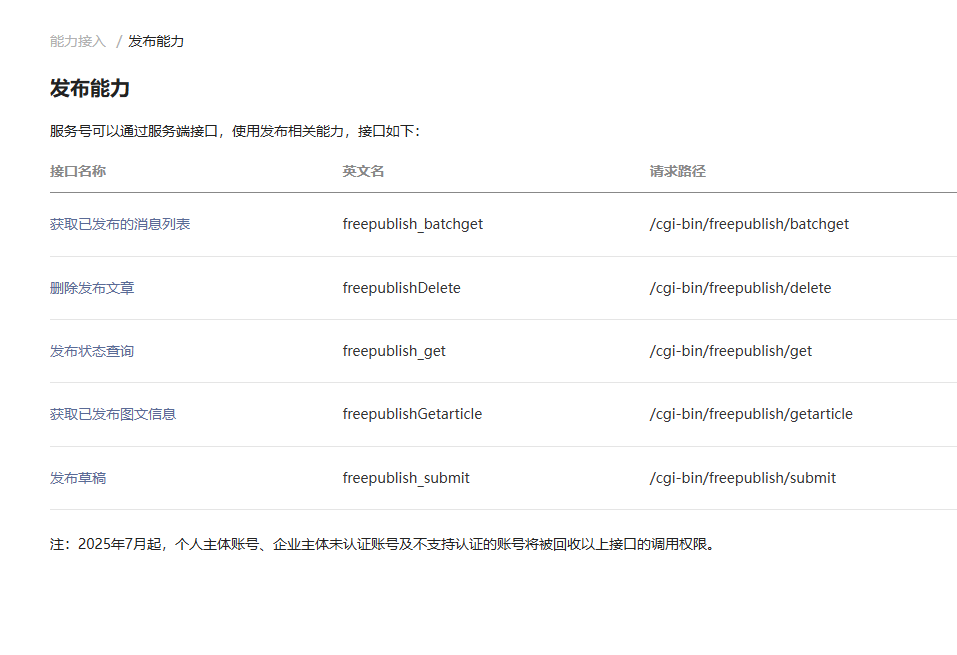 能力接入 / 发布能力
发布能力
服务号可以通过服务端接口，使用发布相关能力，接口如下：
接口名称 英文名 请求路径
获取已发布的消息列表 freepublish_batchget /cgi-bin/freepublish/batchget
删除发布文章 freepublishDelete /cgi-bin/freepublish/delete
发布状态查询 freepublish_get /cgi-bin/freepublish/get
获取已发布图文信息 freepublishGetarticle /cgi-bin/freepublish/getarticle
发布草稿 freepublish_submit /cgi-bin/freepublish/submit
注：2025年7月起，个人主体账号、企业主体未认证账号及不支持认证的账号将被回收以上接口的调用权限。